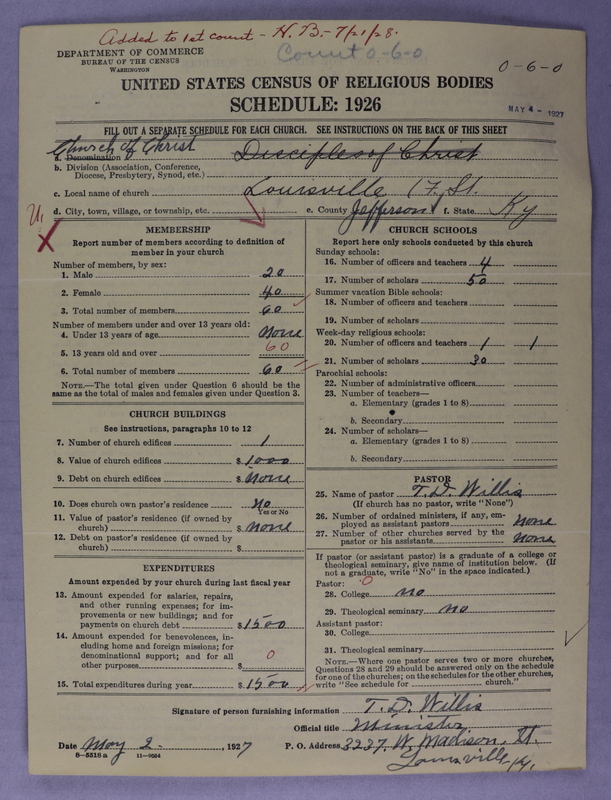 Added to 1st count - H.B. - 7/21/28.
Count 0-6-0
0-6-0
DEPARTMENT OF COMMERCE
BUREAU OF THE CENSUS
WASHINGTON
UNITED STATES CENSUS OF RELIGIOUS BODIES
SCHEDULE: 1926
MAY 4 - 1927
FILL OUT A SEPARATE SCHEDULE FOR EACH CHURCH. SEE INSTRUCTIONS ON THE BACK OF THIS SHEET
Church of Christ
a. Denomination Disciples of Christ
b. Division (Association, Conference,
Diocese, Presbytery, Synod, etc.)
c. Local name of church Louisville 17 St.
d. City, town, village, or township, etc. e. County Jefferson f. State Ky
X
MEMBERSHIP
Report number of members according to definition of
member in your church
Number of members, by sex:
1. Male 20
2. Female 40
3. Total number of members 60
Number of members under and over 13 years old:
4. Under 13 years of age None
5. 13 years old and over 60
6. Total number of members 60
NOTE.—The total given under Question 6 should be the
same as the total of males and females given under Question 3.
CHURCH BUILDINGS
See instructions, paragraphs 10 to 12
7. Number of church edifices 1
8. Value of church edifices $ 1000
9. Debt on church edifices $ None
10. Does church own pastor's residence No
Yes or No
11. Value of pastor's residence (if owned by
church) $ None
12. Debt on pastor's residence (if owned by
church) $
EXPENDITURES
Amount expended by your church during last fiscal year
13. Amount expended for salaries, repairs,
and other running expenses; for im-
provements or new buildings; and for
payments on church debt $ 1500
14. Amount expended for benevolences, in-
cluding home and foreign missions; for
denominational support; and for all
other purposes $ 0
15. Total expenditures during year $ 1500
CHURCH SCHOOLS
Report here only schools conducted by this church
Sunday schools:
16. Number of officers and teachers 4
17. Number of scholars 50
Summer vacation Bible schools:
18. Number of officers and teachers
19. Number of scholars
Week-day religious schools:
20. Number of officers and teachers 1 1
21. Number of scholars 30
Parochial schools:
22. Number of administrative officers
23. Number of teachers—
a. Elementary (grades 1 to 8)
b. Secondary
24. Number of scholars—
a. Elementary (grades 1 to 8)
b. Secondary
PASTOR
25. Name of pastor T. D. Willis
(If church has no pastor, write "None")
26. Number of ordained ministers, if any, em-
ployed as assistant pastors None
27. Number of other churches served by the
pastor or his assistants None
If pastor (or assistant pastor) is a graduate of a college or
theological seminary, give name of institution below. (If
not a graduate, write "No" in the space indicated.)
Pastor: 0
28. College no
29. Theological seminary no
Assistant pastor:
30. College
31. Theological seminary
NOTE.—Where one pastor serves two or more churches,
Questions 28 and 29 should be answered only on the schedule
for one of the churches; on the schedules for the other churches,
write "See schedule for church."
Signature of person furnishing information T. D. Willis
Official title Minister
Date May 2, 1927 P. O. Address 3237 W. Madison, St.
Louisville, Ky.
8—5518 a 11—9064